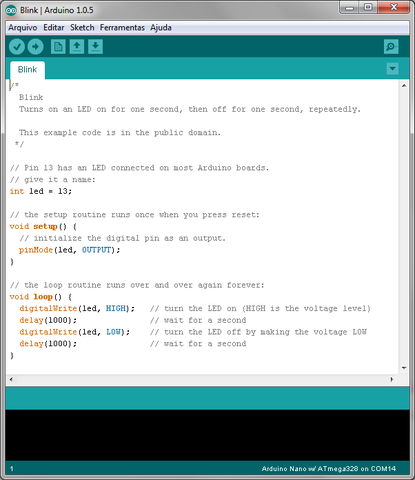 Blink | Arduino 1.0.5
Arquivo Editar Sketch Ferramentas Ajuda
Blink
/*
  Blink
  Turns on an LED on for one second, then off for one second, repeatedly.

  This example code is in the public domain.
 */

// Pin 13 has an LED connected on most Arduino boards.
// give it a name:
int led = 13;

// the setup routine runs once when you press reset:
void setup() {
  // initialize the digital pin as an output.
  pinMode(led, OUTPUT);
}

// the loop routine runs over and over again forever:
void loop() {
  digitalWrite(led, HIGH);   // turn the LED on (HIGH is the voltage level)
  delay(1000);               // wait for a second
  digitalWrite(led, LOW);    // turn the LED off by making the voltage LOW
  delay(1000);               // wait for a second
}
1 Arduino Nano w/ ATmega328 on COM14